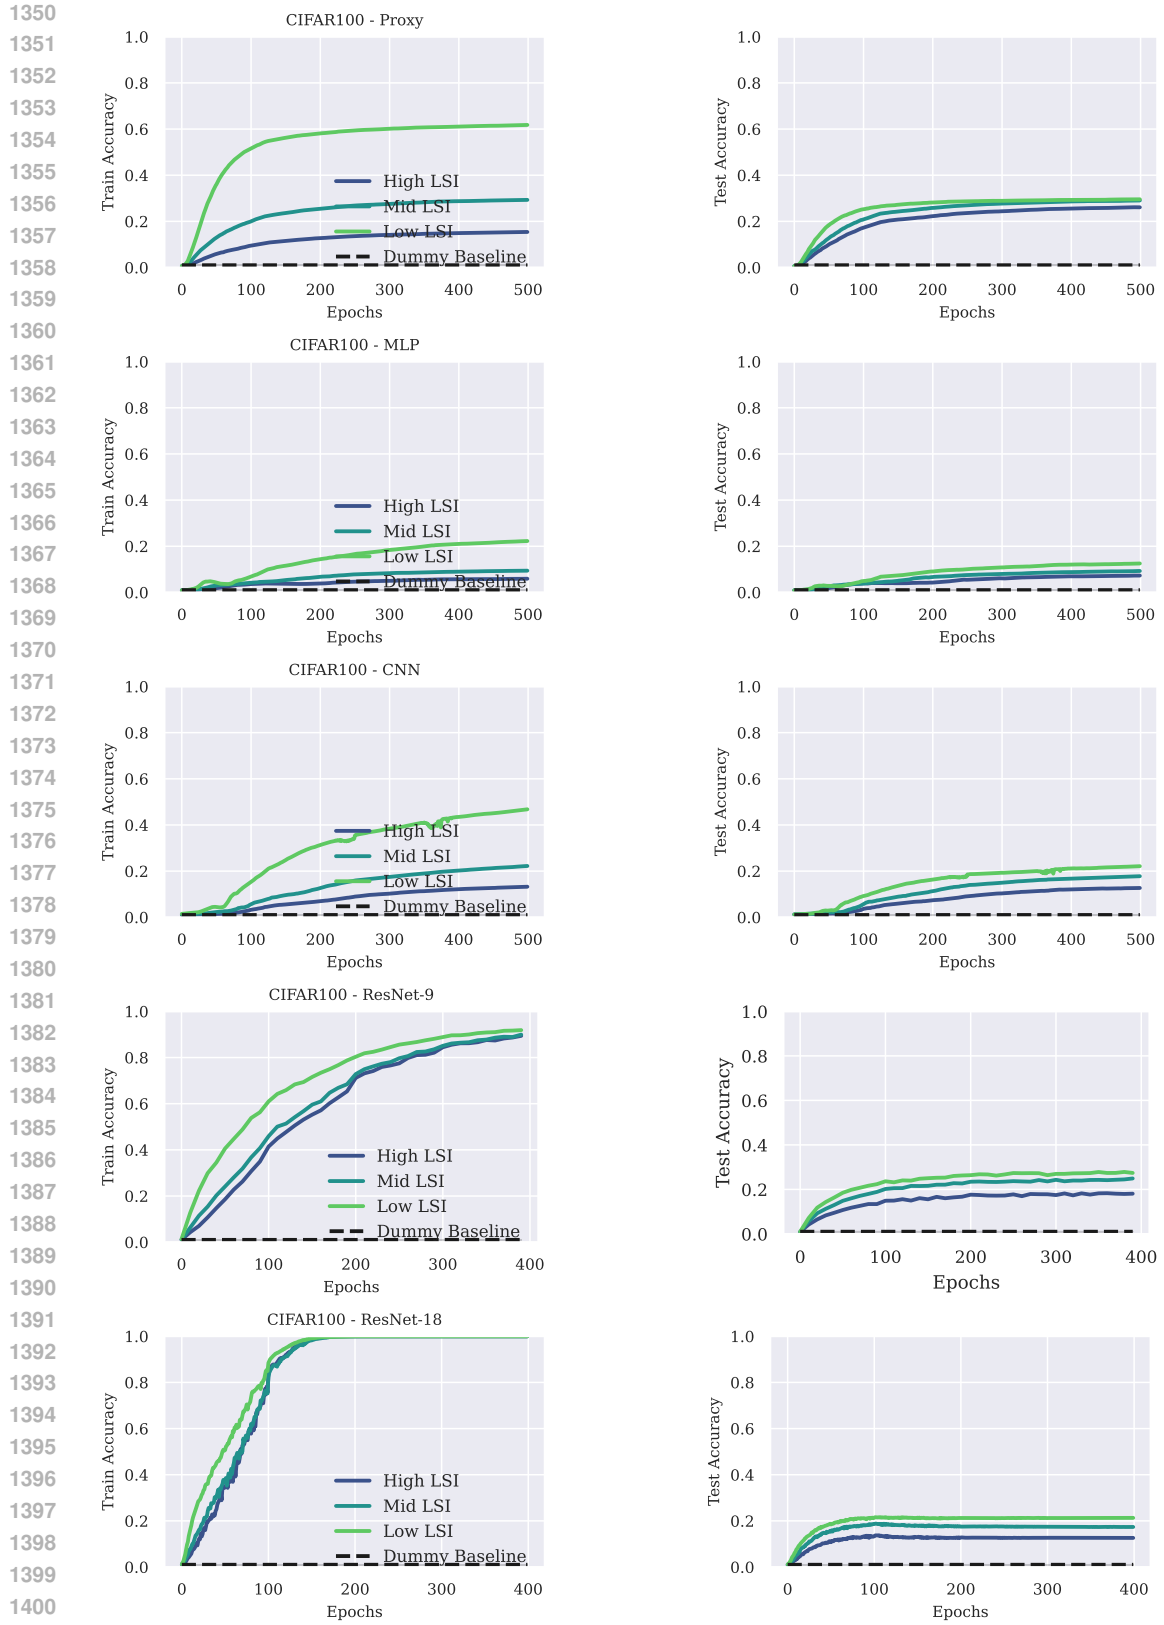 1350
1351
1352
1353
1354
1355
1356
1357
1358
1359
1360
1361
1362
1363
1364
1365
1366
1367
1368
1369
1370
1371
1372
1373
1374
1375
1376
1377
1378
1379
1380
1381
1382
1383
1384
1385
1386
1387
1388
1389
1390
1391
1392
1393
1394
1395
1396
1397
1398
1399
1400
CIFAR100 - Proxy
Train Accuracy
1.0
0.8
0.6
0.4
0.2
0.0
High LSI
Mid LSI
Low LSI
Dummy Baseline
0 100 200 300 400 500
Epochs
Test Accuracy
1.0
0.8
0.6
0.4
0.2
0.0
0 100 200 300 400 500
Epochs
CIFAR100 - MLP
Train Accuracy
1.0
0.8
0.6
0.4
0.2
0.0
High LSI
Mid LSI
Low LSI
Dummy Baseline
0 100 200 300 400 500
Epochs
Test Accuracy
1.0
0.8
0.6
0.4
0.2
0.0
0 100 200 300 400 500
Epochs
CIFAR100 - CNN
Train Accuracy
1.0
0.8
0.6
0.4
0.2
0.0
High LSI
Mid LSI
Low LSI
Dummy Baseline
0 100 200 300 400 500
Epochs
Test Accuracy
1.0
0.8
0.6
0.4
0.2
0.0
0 100 200 300 400 500
Epochs
CIFAR100 - ResNet-9
Train Accuracy
1.0
0.8
0.6
0.4
0.2
0.0
High LSI
Mid LSI
Low LSI
Dummy Baseline
0 100 200 300 400
Epochs
Test Accuracy
1.0
0.8
0.6
0.4
0.2
0.0
0 100 200 300 400
Epochs
CIFAR100 - ResNet-18
Train Accuracy
1.0
0.8
0.6
0.4
0.2
0.0
High LSI
Mid LSI
Low LSI
Dummy Baseline
0 100 200 300 400
Epochs
Test Accuracy
1.0
0.8
0.6
0.4
0.2
0.0
0 100 200 300 400
Epochs